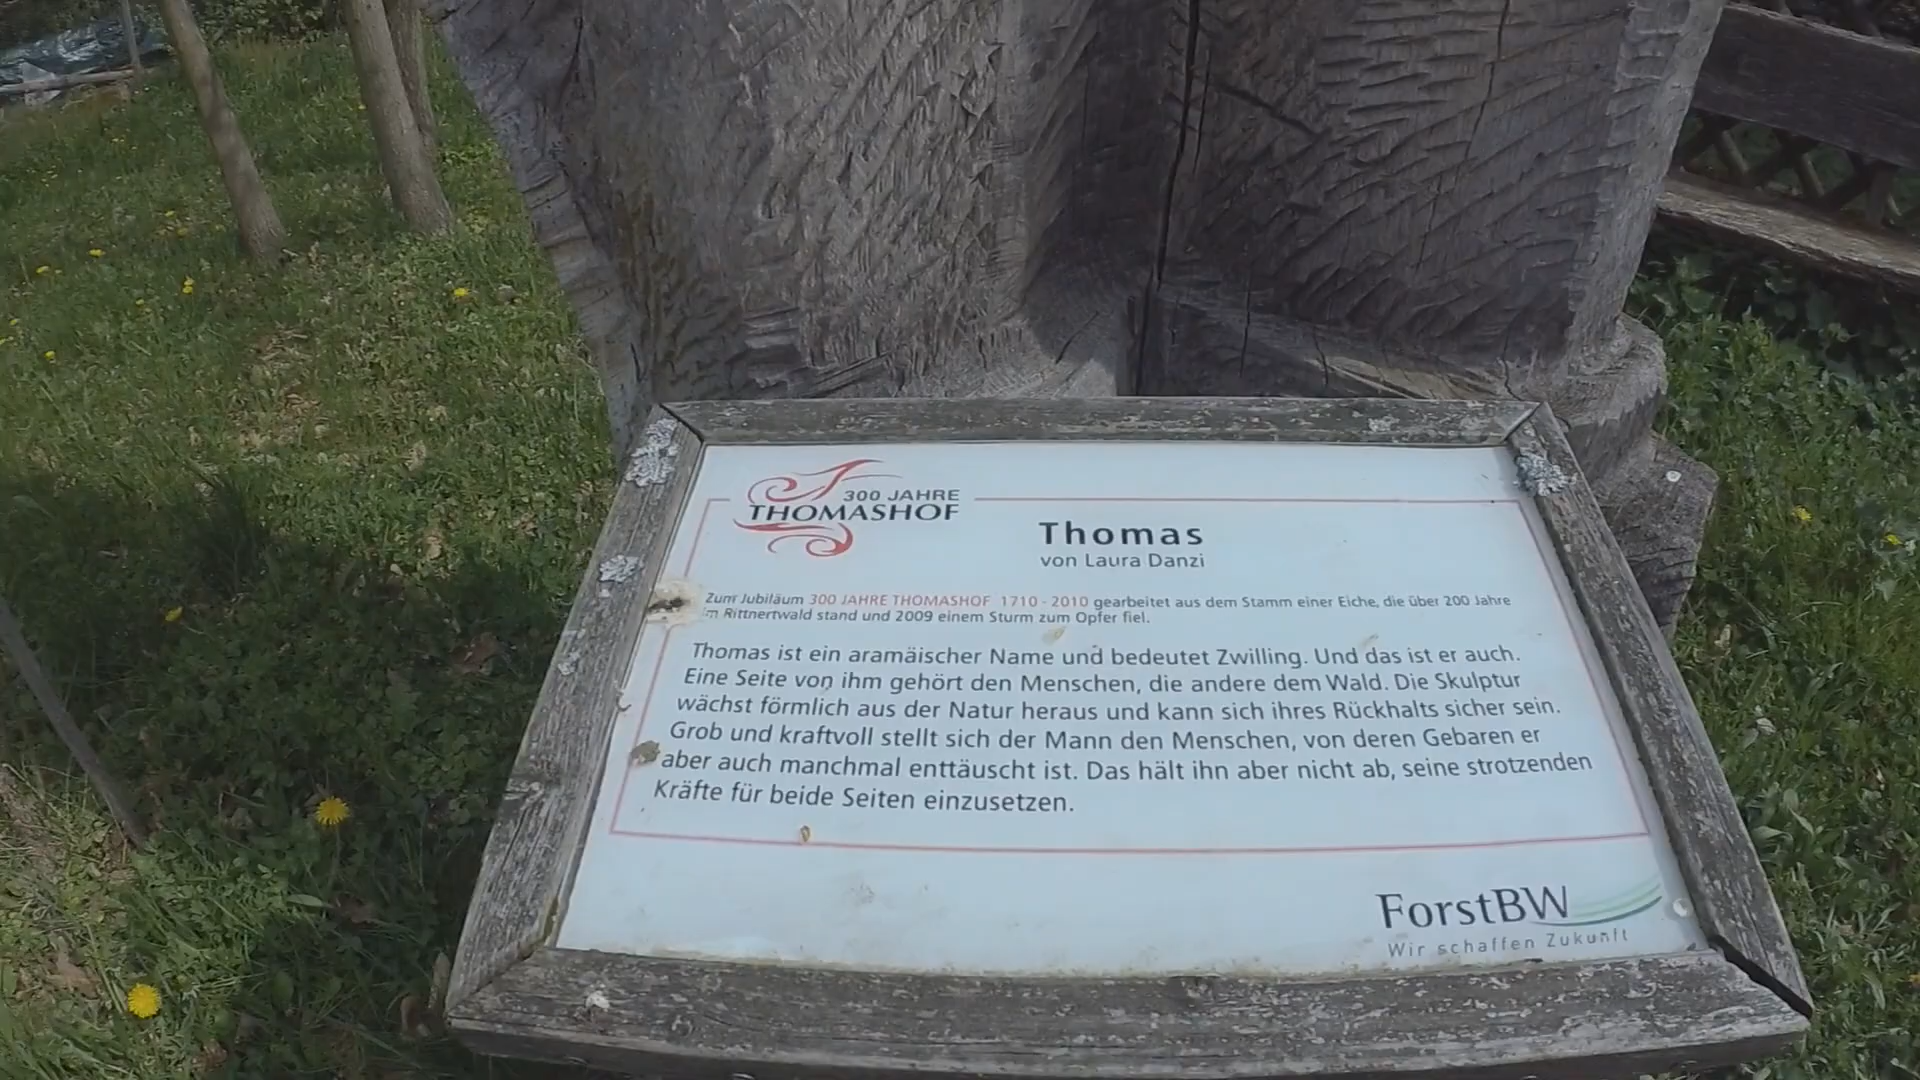 300 JAHRE
THOMASHOF
Thomas
von Laura Danzi
Zum Jubiläum 300 JAHRE THOMASHOF 1710 - 2010 gearbeitet aus dem Stamm einer Eiche, die über 200 Jahre
im Rittnertwald stand und 2009 einem Sturm zum Opfer fiel.
Thomas ist ein aramäischer Name und bedeutet Zwilling. Und das ist er auch.
Eine Seite von ihm gehört den Menschen, die andere dem Wald. Die Skulptur
wächst förmlich aus der Natur heraus und kann sich ihres Rückhalts sicher sein.
Grob und kraftvoll stellt sich der Mann den Menschen, von deren Gebaren er
aber auch manchmal enttäuscht ist. Das hält ihn aber nicht ab, seine strotzenden
Kräfte für beide Seiten einzusetzen.
ForstBW
Wir schaffen Zukunft